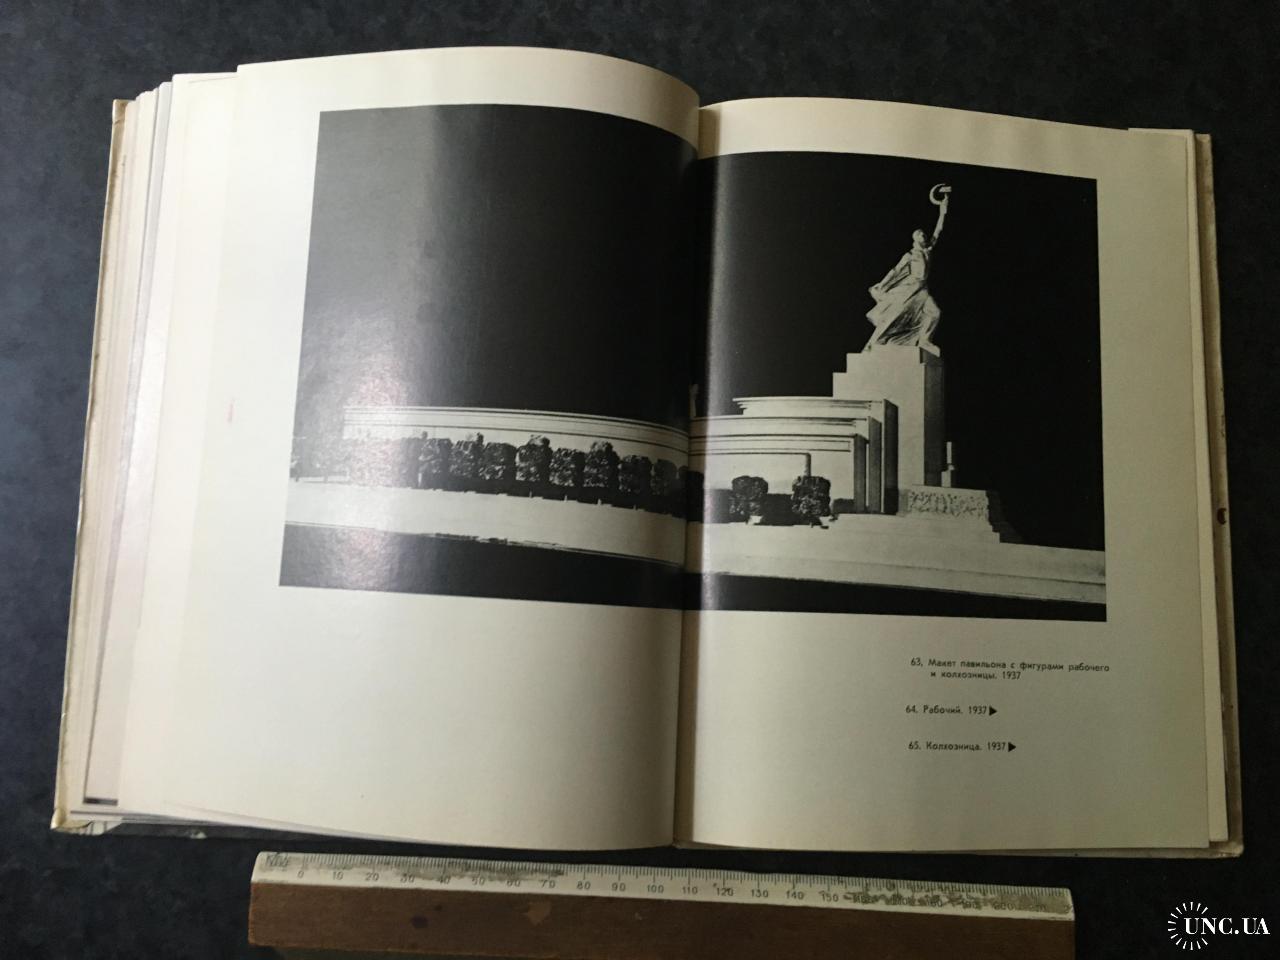 63. Макет павильона с фигурами рабочего
и колхозницы. 1937
64. Рабочий. 1937▶
65. Колхозница. 1937▶
0 10 20 30 40 50 60 70 80 90 100 110 120 130 140 150
UNC.UA